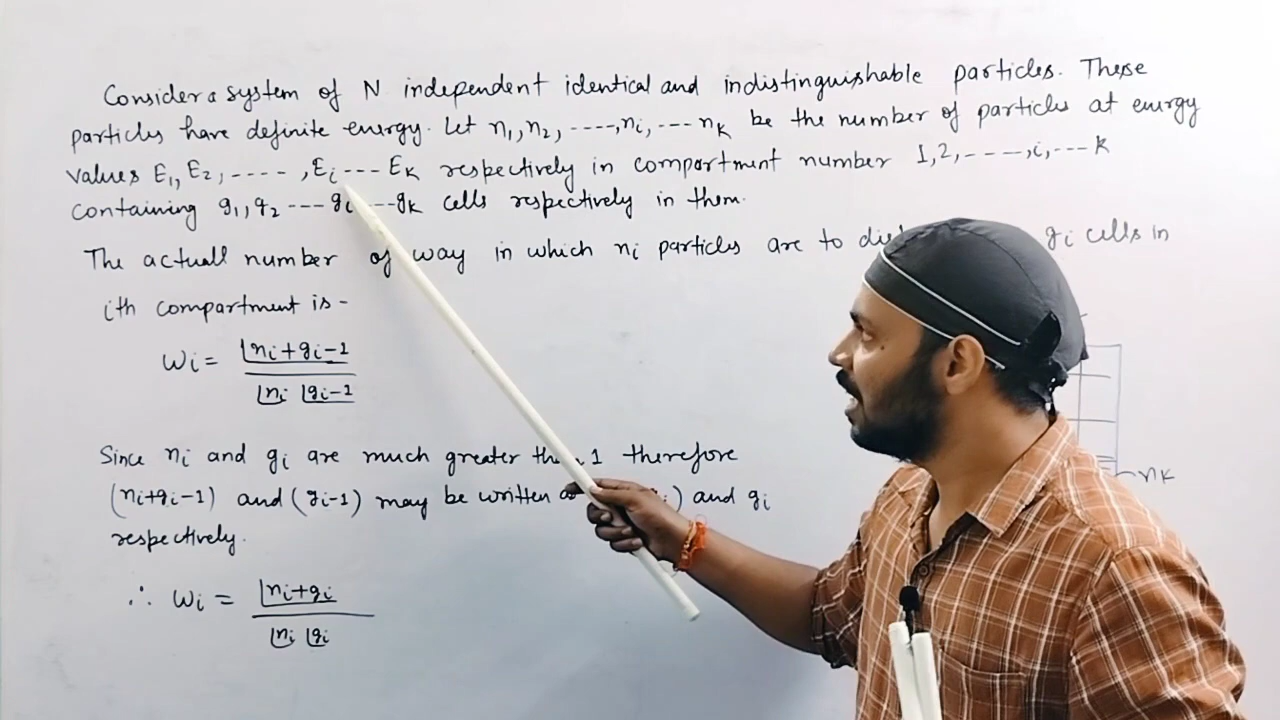 Consider a system of N independent identical and indistinguishable particles. These
particles have definite energy. Let n₁, n₂, -----, nᵢ, --- nₖ be the number of particles at energy
values E₁, E₂, ---- , Eᵢ --- Eₖ respectively in compartment number 1, 2, ----, i, --- k
containing g₁, g₂ --- gᵢ --- gₖ cells respectively in them.
The actuall number of way in which nᵢ particles are to gᵢ cells in
ith compartment is -
ωᵢ = |nᵢ+gᵢ-1 / |nᵢ |gᵢ-1
Since nᵢ and gᵢ are much greater 1 therefore
(nᵢ+gᵢ-1) and (gᵢ-1) may be written and gᵢ
respectively.
∴ ωᵢ = |nᵢ+gᵢ / |nᵢ |gᵢ
nₖ